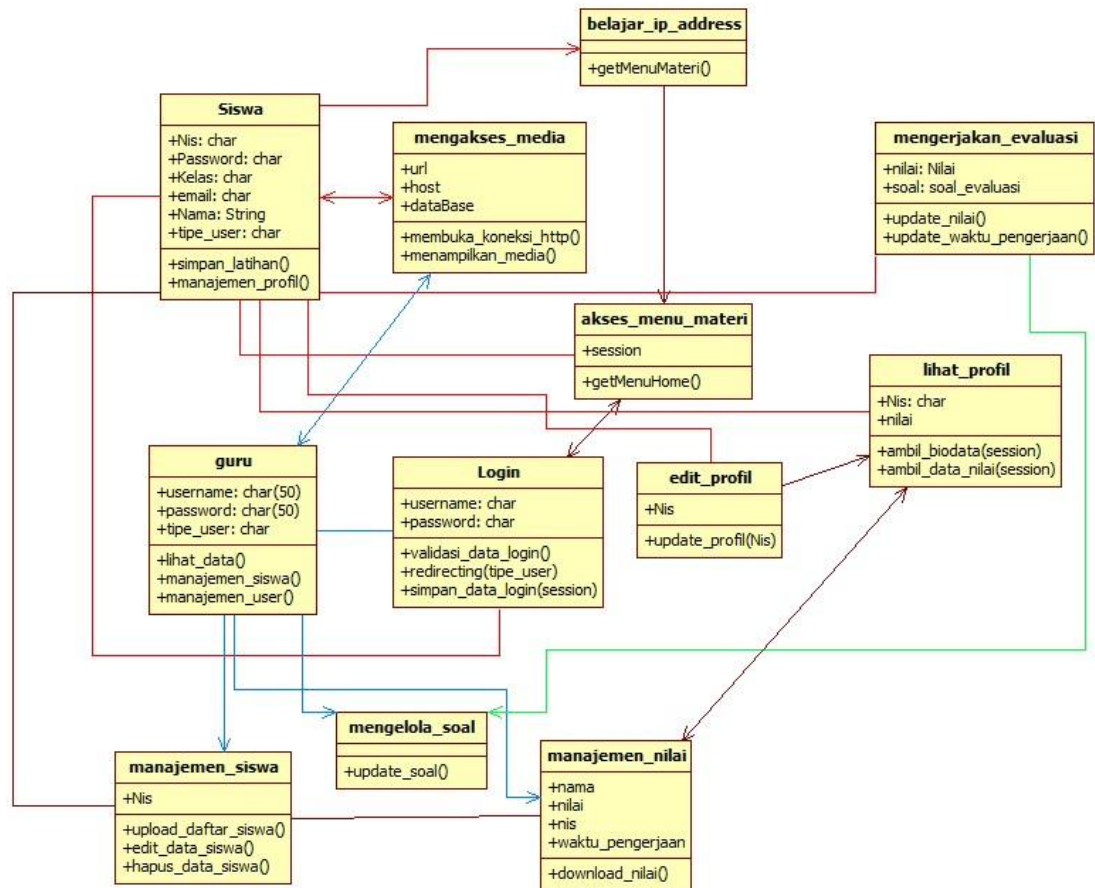 belajar_ip_address
+getMenuMateri()
Siswa
+Nis: char
+Password: char
+Kelas: char
+email: char
+Nama: String
+tipe_user: char
+simpan_latihan()
+manajemen_profil()
mengakses_media
+url
+host
+dataBase
+membuka_koneksi_http()
+menampilkan_media()
mengerjakan_evaluasi
+nilai: Nilai
+soal: soal_evaluasi
+update_nilai()
+update_waktu_pengerjaan()
akses_menu_materi
+session
+getMenuHome()
lihat_profil
+Nis: char
+nilai
+ambil_biodata(session)
+ambil_data_nilai(session)
guru
+username: char(50)
+password: char(50)
+tipe_user: char
+lihat_data()
+manajemen_siswa()
+manajemen_user()
Login
+username: char
+password: char
+validasi_data_login()
+redirecting(tipe_user)
+simpan_data_login(session)
edit_profil
+Nis
+update_profil(Nis)
mengelola_soal
+update_soal()
manajemen_siswa
+Nis
+upload_daftar_siswa()
+edit_data_siswa()
+hapus_data_siswa()
manajemen_nilai
+nama
+nilai
+nis
+waktu_pengerjaan
+download_nilai()